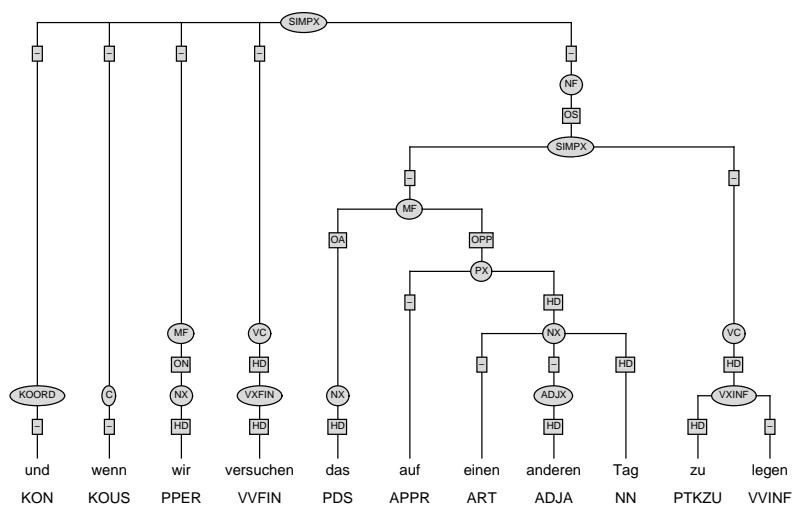 SIMPX
– – – – –
NF
OS
SIMPX
– –
MF
OA OPP
PX
– HD
MF VC NX VC
ON HD – – HD HD
KOORD C NX VXFIN NX ADJX VXINF
– – HD HD HD HD HD –
und wenn wir versuchen das auf einen anderen Tag zu legen
KON KOUS PPER VVFIN PDS APPR ART ADJA NN PTKZU VVINF